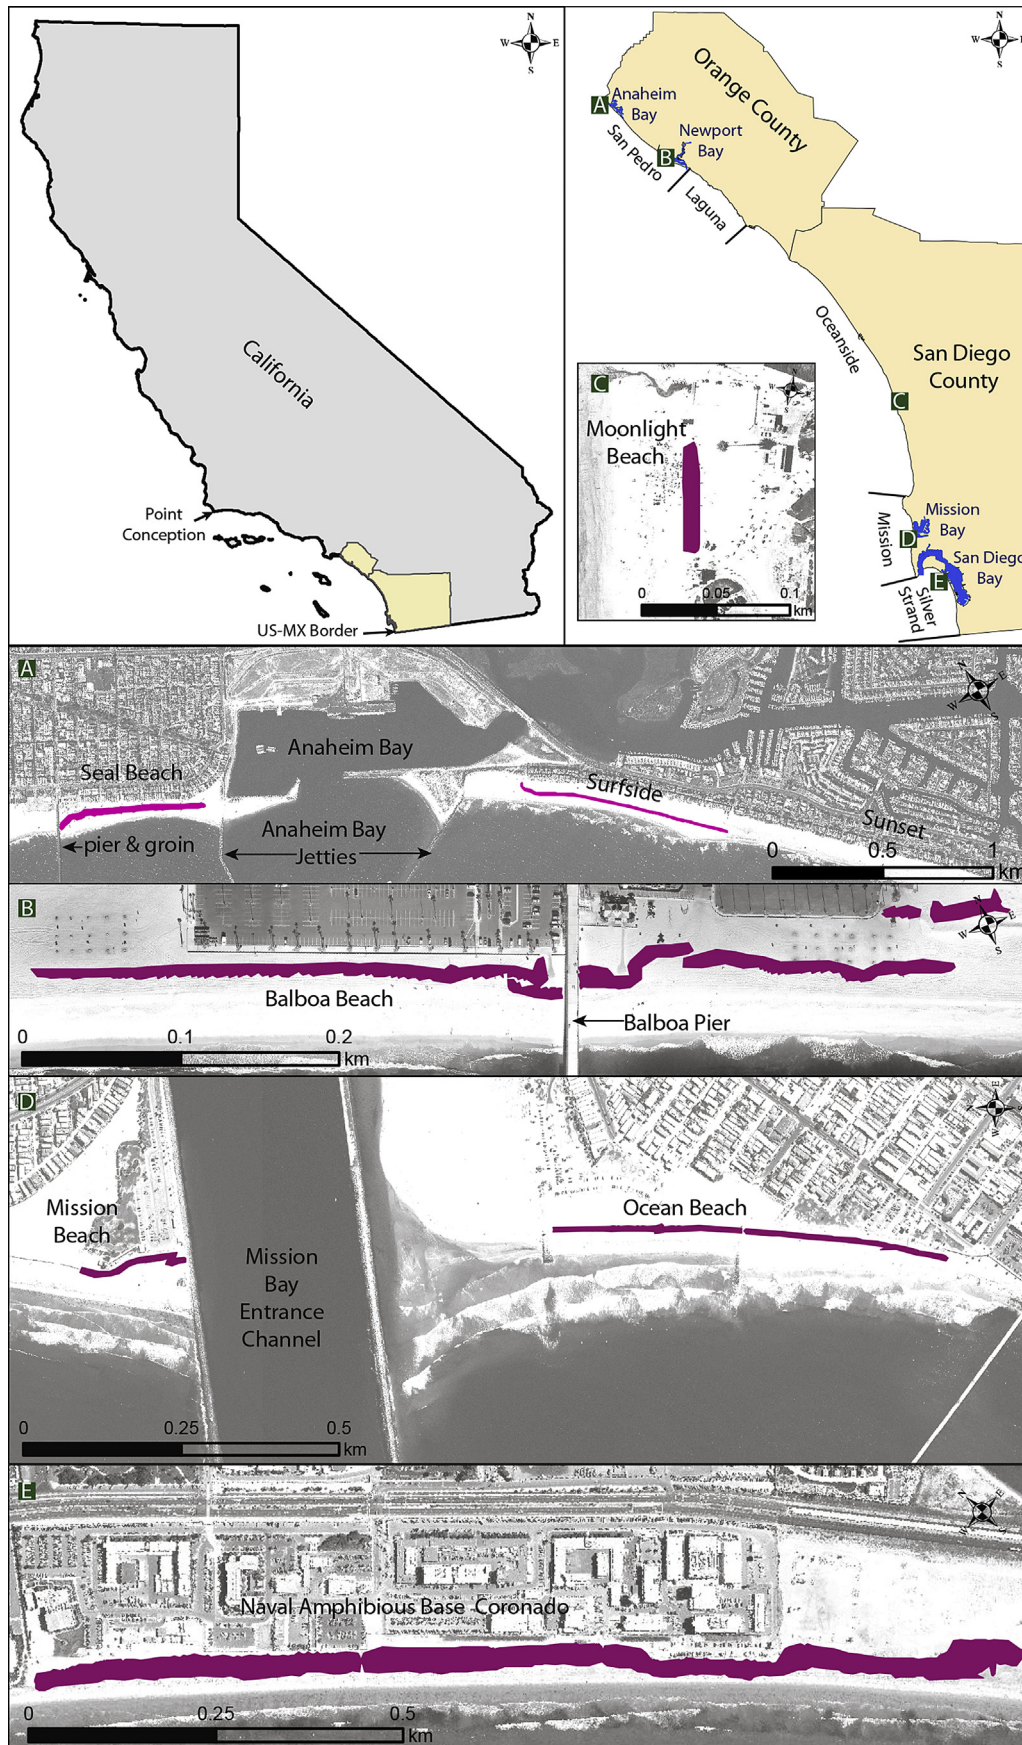 N
W E
S
California
Point
Conception
US-MX Border
N
W E
S
Orange County
A
Anaheim
Bay
Newport
Bay
B
San Pedro
Laguna
Oceanside
San Diego
County
C
Mission
Bay
Mission
D
San Diego
Bay
E
Silver
Strand
C
N
W E
S
Moonlight
Beach
0 0.05 0.1
km
A
N
W E
S
Anaheim Bay
Seal Beach
Surfside
Sunset
pier & groin
Anaheim Bay
Jetties
0 0.5 1
km
B
N
W E
S
Balboa Beach
Balboa Pier
0 0.1 0.2
km
D
E
N S
W
Mission
Beach
Ocean Beach
Mission
Bay
Entrance
Channel
0 0.25 0.5
km
E
N E
W S
Naval Amphibious Base Coronado
0 0.25 0.5
km